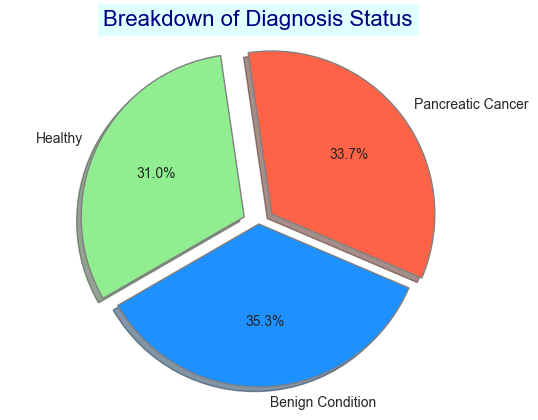 Breakdown of Diagnosis Status
Pancreatic Cancer
Healthy
33.7%
31.0%
35.3%
Benign Condition